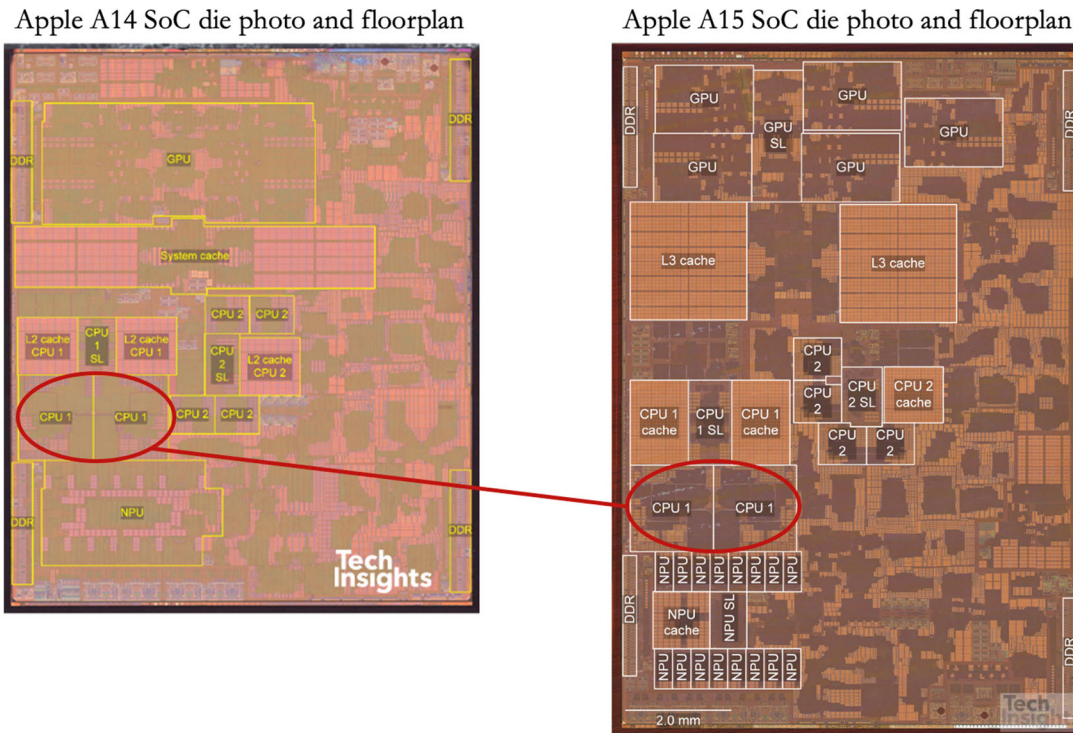 Apple A14 SoC die photo and floorplan
DDR
DDR
GPU
System cache
CPU 2
CPU 2
L2 cache
CPU 1
CPU
1
SL
L2 cache
CPU 1
CPU
2
SL
L2 cache
CPU 2
CPU 1
CPU 1
CPU 2
CPU 2
DDR
DDR
NPU
Tech
Insights
Apple A15 SoC die photo and floorplan
DDR
DDR
GPU
GPU
SL
GPU
GPU
GPU
GPU
L3 cache
L3 cache
CPU
2
CPU
2
CPU
2 SL
CPU 2
cache
CPU 1
cache
CPU
1 SL
CPU 1
cache
CPU
2
CPU
2
CPU 1
CPU 1
NPU
NPU
NPU
NPU
NPU
NPU
NPU
NPU
DDR
DDR
NPU
cache
NPU SL
NPU
NPU
NPU
NPU
NPU
NPU
NPU
NPU
2.0 mm
Tech
Insights